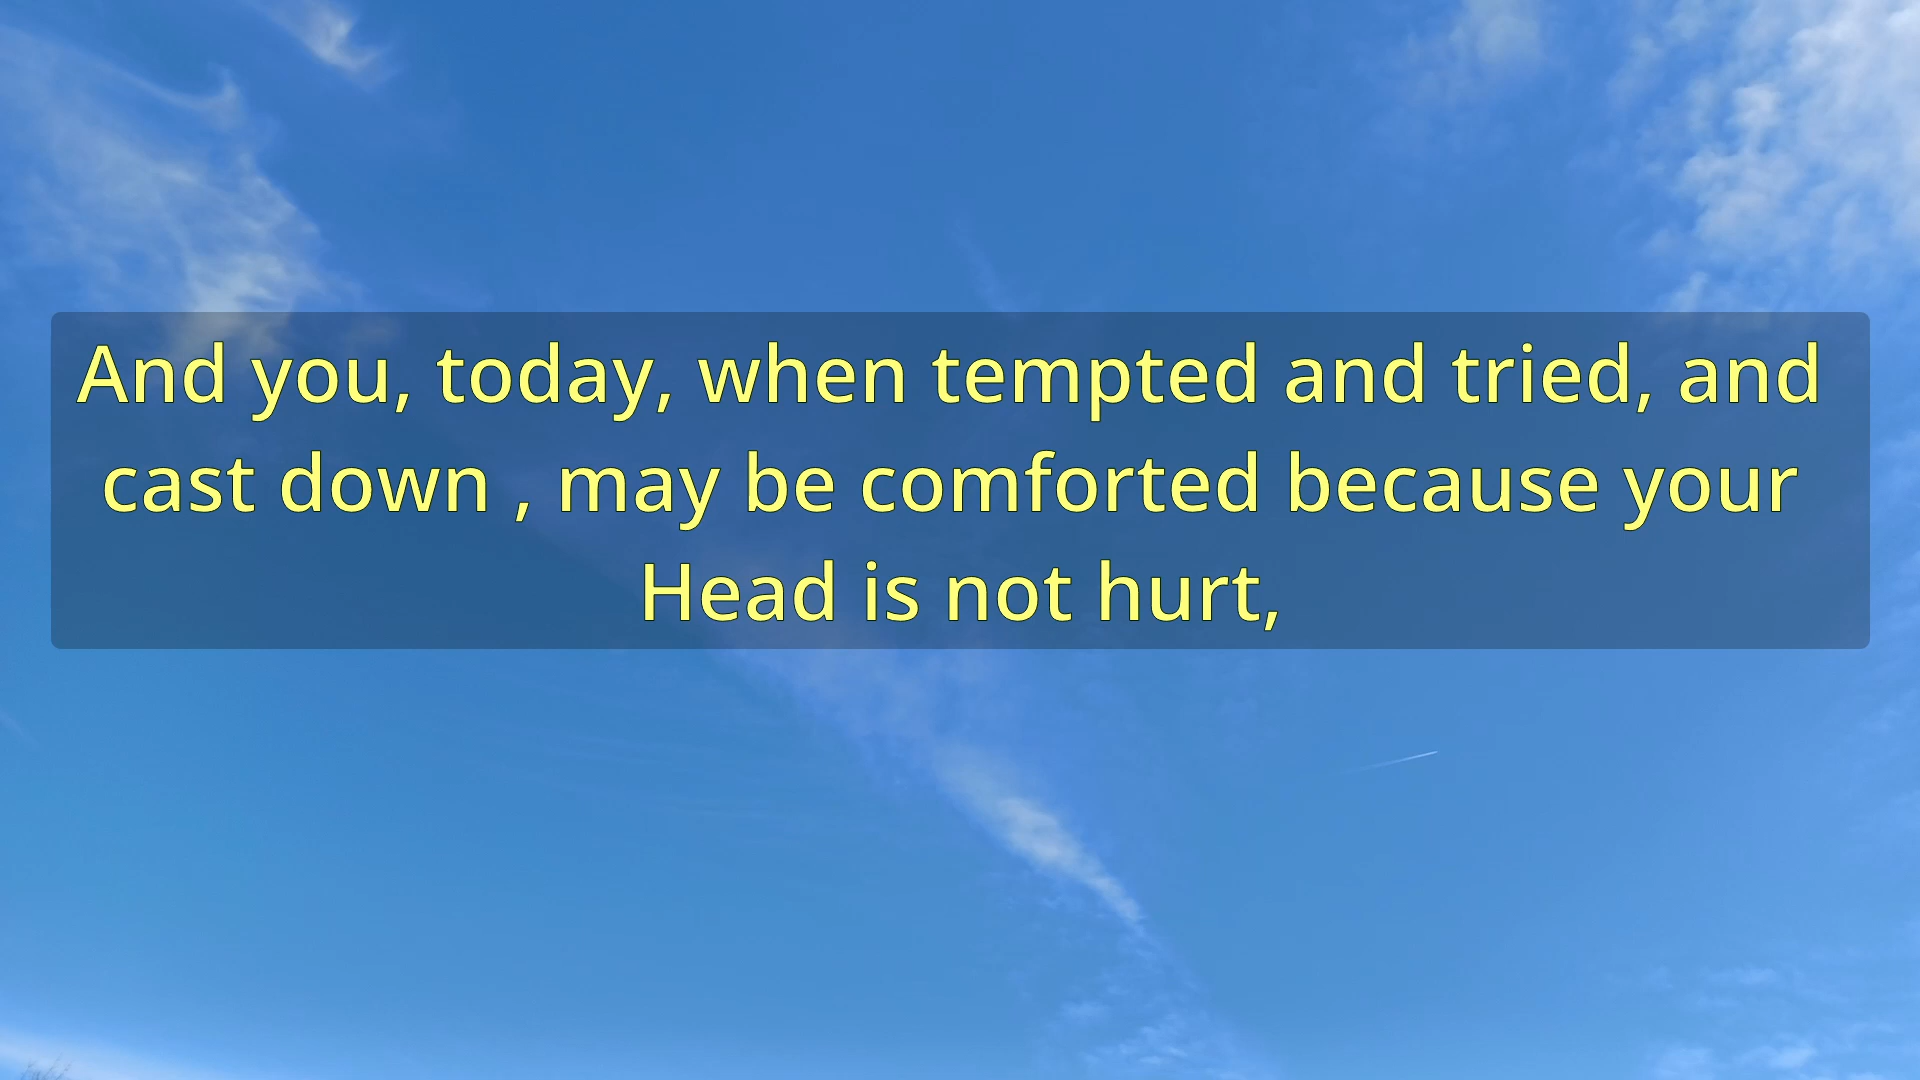 And you, today, when tempted and tried, and
cast down , may be comforted because your
Head is not hurt,